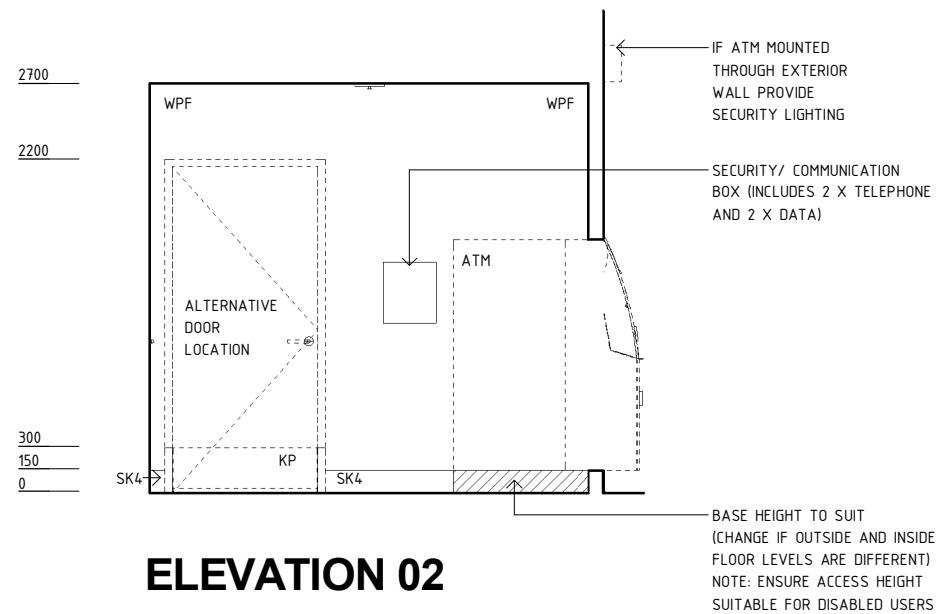 IF ATM MOUNTED
THROUGH EXTERIOR
WALL PROVIDE
SECURITY LIGHTING
2700
WPF
WPF
2200
SECURITY/ COMMUNICATION
BOX (INCLUDES 2 X TELEPHONE
AND 2 X DATA)
ATM
ALTERNATIVE
DOOR
LOCATION
300
150
0
KP
SK4
SK4
BASE HEIGHT TO SUIT
(CHANGE IF OUTSIDE AND INSIDE
FLOOR LEVELS ARE DIFFERENT)
NOTE: ENSURE ACCESS HEIGHT
SUITABLE FOR DISABLED USERS
ELEVATION 02